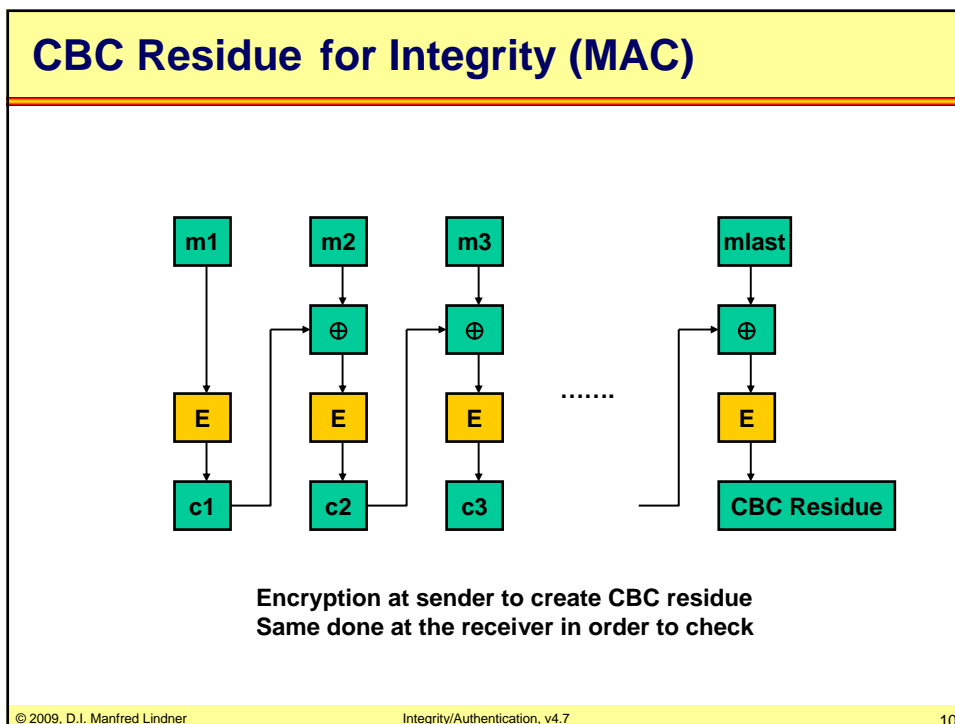 CBC Residue for Integrity (MAC)
m1 m2 m3 mlast
⊕ ⊕ ⊕
E E E ....... E
c1 c2 c3 CBC Residue
Encryption at sender to create CBC residue
Same done at the receiver in order to check
© 2009, D.I. Manfred Lindner Integrity/Authentication, v4.7 10